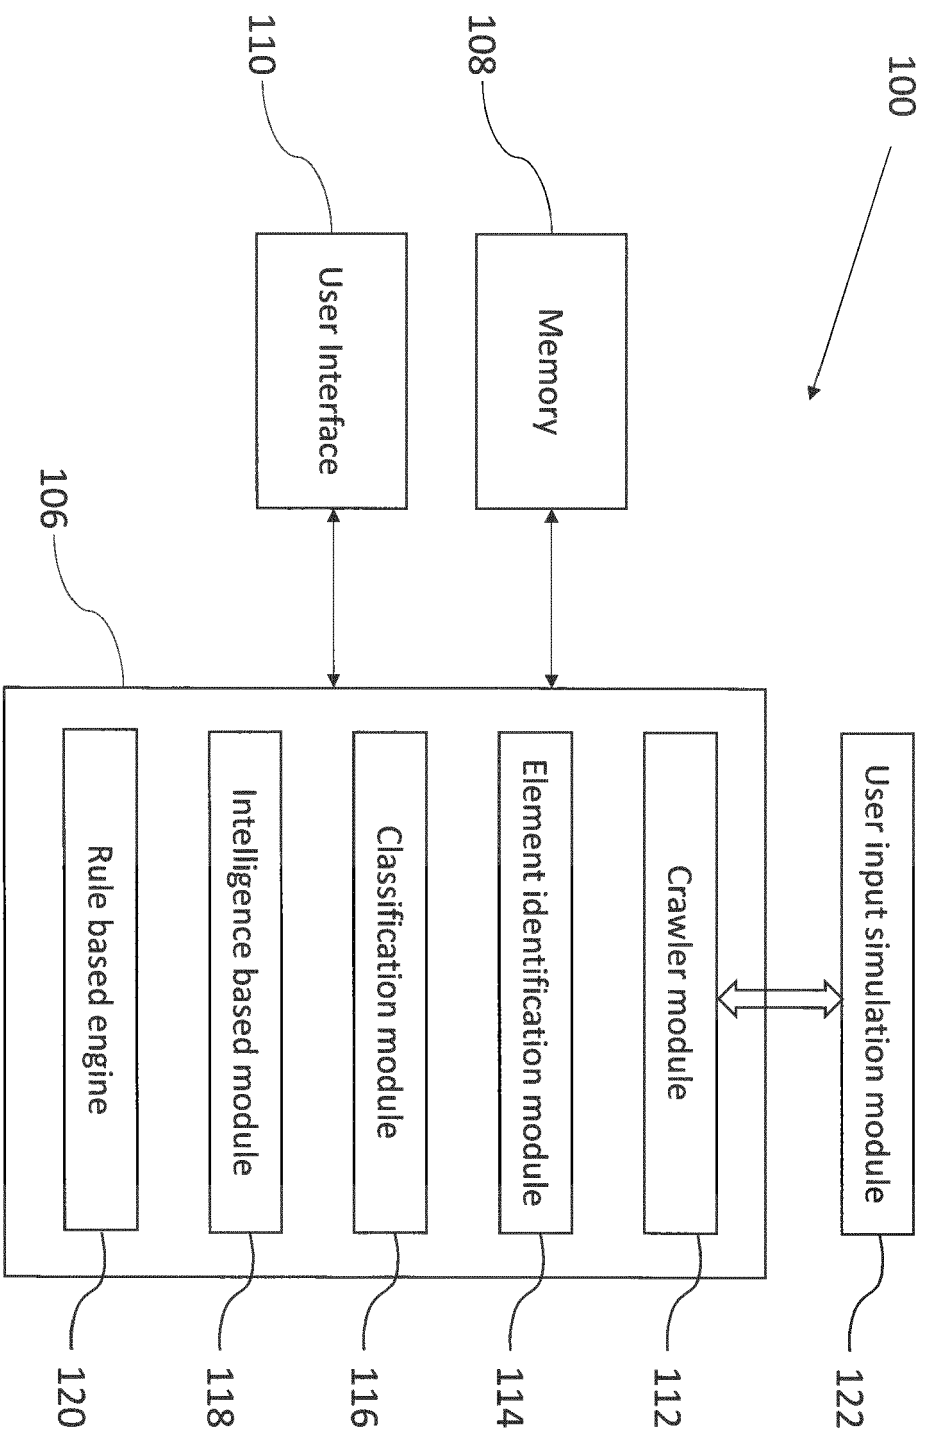 100
User input simulation module
122
108
Memory
Crawler module
112
Element identification module
114
110
User Interface
Classification module
116
Intelligence based module
118
106
Rule based engine
120